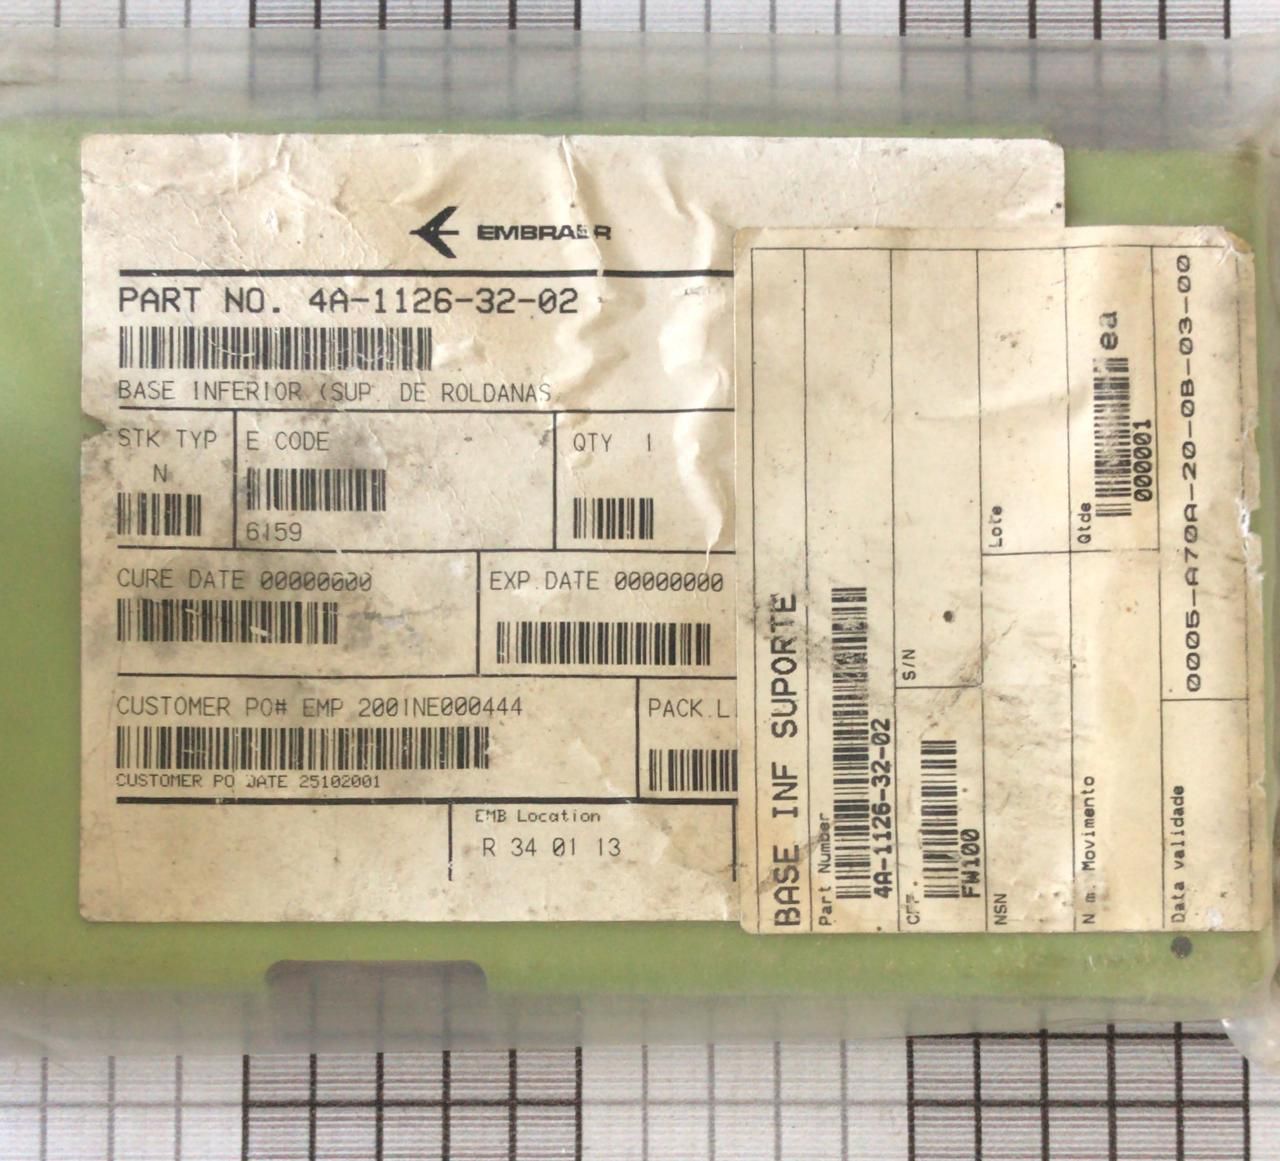 EMBRAER
PART NO. 4A-1126-32-02
BASE INFERIOR (SUP. DE ROLDANAS
STK TYP
N
E CODE
6159
QTY 1
CURE DATE 00000000
EXP.DATE 00000000
CUSTOMER PO# EMP 2001NE000444
CUSTOMER PO DATE 25102001
PACK.L
EMB Location
R 34 01 13
BASE INF SUPORTE
Part Number
4A-1126-32-02
S/N
CFF.
FW100
Lote
NSN
Qtde
ea
000001
N m. Movimento
0005-A70A-20-0B-03-00
Data validade